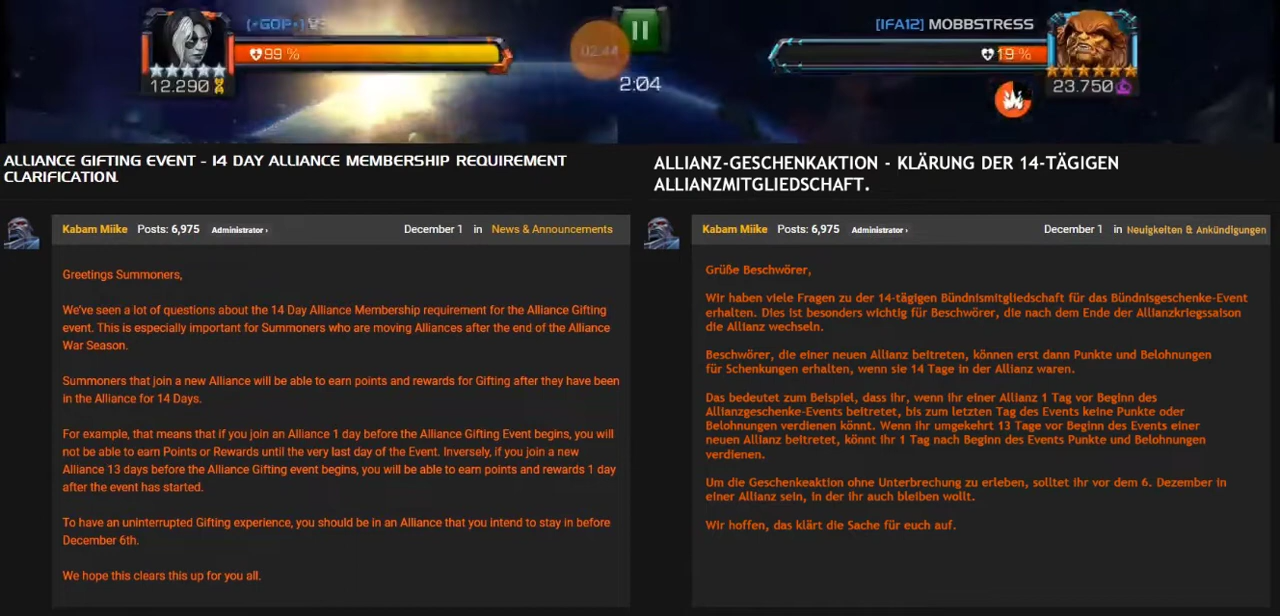 [-GOP-]
99 %
12.290
02:44
2:04
[IFA12] MOBBSTRESS
19 %
23.750
ALLIANCE GIFTING EVENT - 14 DAY ALLIANCE MEMBERSHIP REQUIREMENT
CLARIFICATION.
Kabam Miike Posts: 6,975 Administrator › December 1 in News & Announcements
Greetings Summoners,
We've seen a lot of questions about the 14 Day Alliance Membership requirement for the Alliance Gifting
event. This is especially important for Summoners who are moving Alliances after the end of the Alliance
War Season.
Summoners that join a new Alliance will be able to earn points and rewards for Gifting after they have been
in the Alliance for 14 Days.
For example, that means that if you join an Alliance 1 day before the Alliance Gifting Event begins, you will
not be able to earn Points or Rewards until the very last day of the Event. Inversely, if you join a new
Alliance 13 days before the Alliance Gifting event begins, you will be able to earn points and rewards 1 day
after the event has started.
To have an uninterrupted Gifting experience, you should be in an Alliance that you intend to stay in before
December 6th.
We hope this clears this up for you all.
ALLIANZ-GESCHENKAKTION - KLÄRUNG DER 14-TÄGIGEN
ALLIANZMITGLIEDSCHAFT.
Kabam Miike Posts: 6,975 Administrator › December 1 in Neuigkeiten & Ankündigungen
Grüße Beschwörer,
Wir haben viele Fragen zu der 14-tägigen Bündnismitgliedschaft für das Bündnisgeschenke-Event
erhalten. Dies ist besonders wichtig für Beschwörer, die nach dem Ende der Allianzkriegssaison
die Allianz wechseln.
Beschwörer, die einer neuen Allianz beitreten, können erst dann Punkte und Belohnungen
für Schenkungen erhalten, wenn sie 14 Tage in der Allianz waren.
Das bedeutet zum Beispiel, dass ihr, wenn ihr einer Allianz 1 Tag vor Beginn des
Allianzgeschenke-Events beitretet, bis zum letzten Tag des Events keine Punkte oder
Belohnungen verdienen könnt. Wenn ihr umgekehrt 13 Tage vor Beginn des Events einer
neuen Allianz beitretet, könnt ihr 1 Tag nach Beginn des Events Punkte und Belohnungen
verdienen.
Um die Geschenkeaktion ohne Unterbrechung zu erleben, solltet ihr vor dem 6. Dezember in
einer Allianz sein, in der ihr auch bleiben wollt.
Wir hoffen, das klärt die Sache für euch auf.